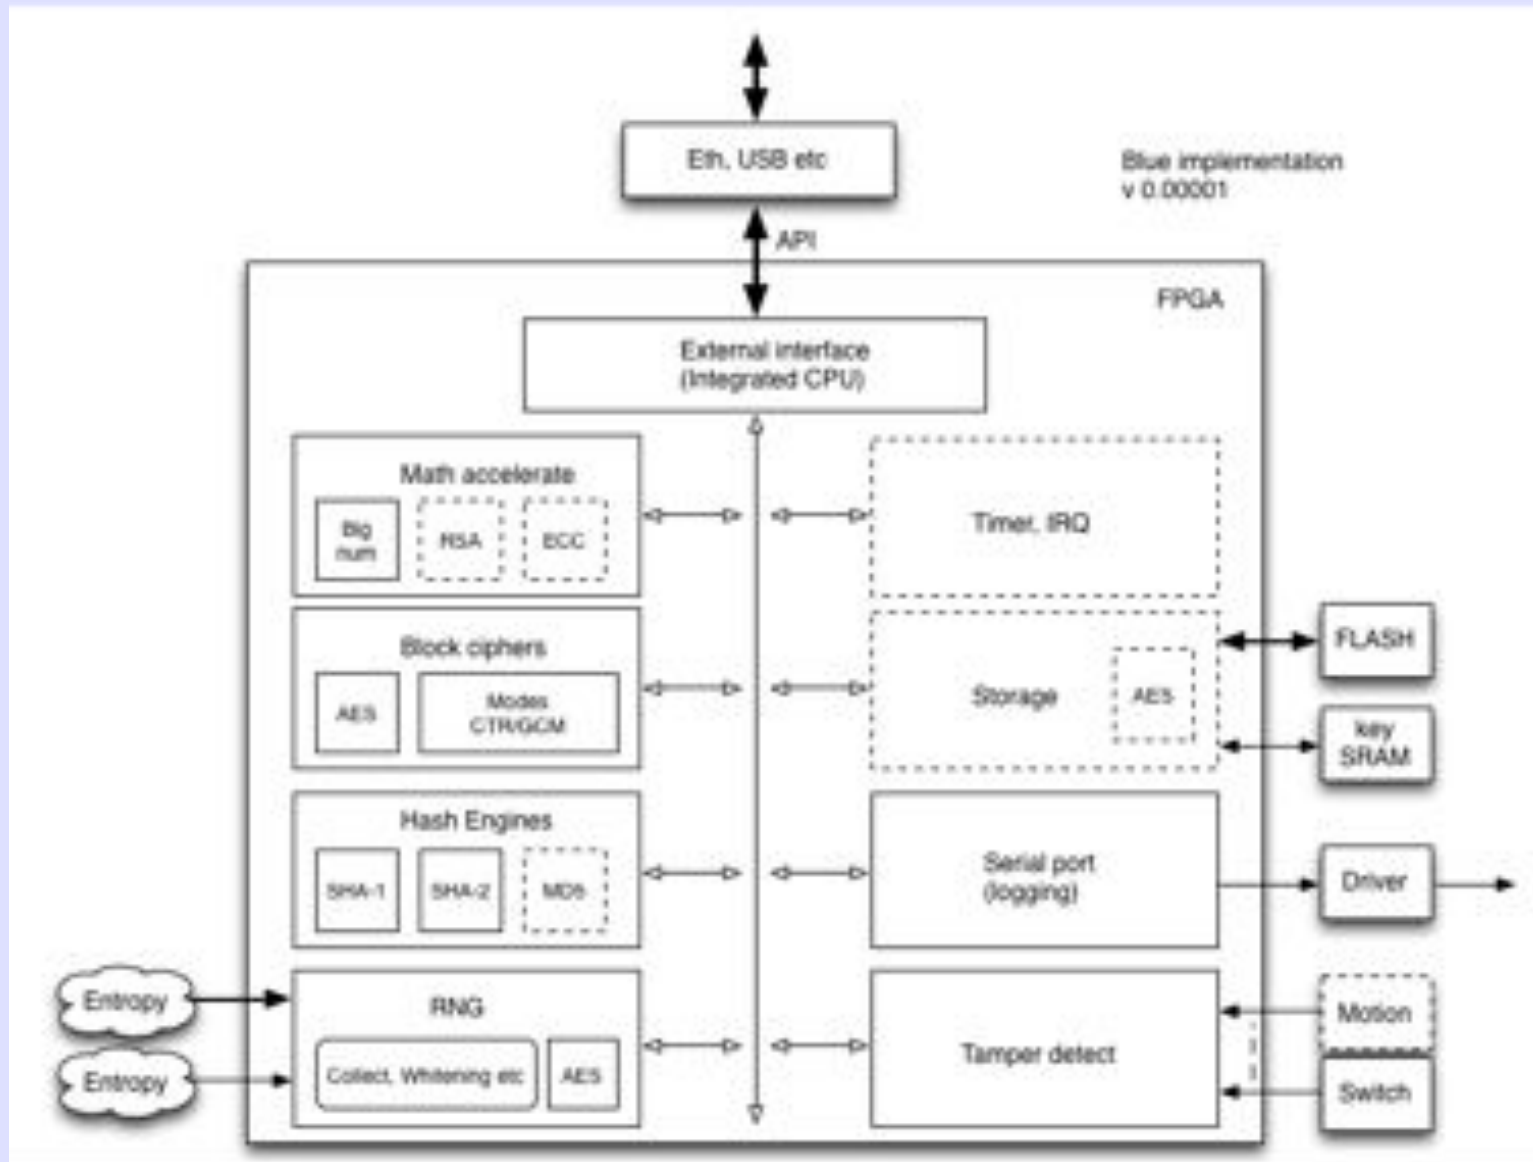 Eth, USB etc
Blue implementation
v 0.00001
API
FPGA
External interface
(Integrated CPU)
Math accelerate
Big
num
RSA
ECC
Timer, IRQ
Block ciphers
AES
Modes
CTR/GCM
Storage
AES
FLASH
key
SRAM
Hash Engines
SHA-1
SHA-2
MD5
Serial port
(logging)
Driver
Entropy
Entropy
RNG
Collect, Whitening etc
AES
Tamper detect
Motion
Switch